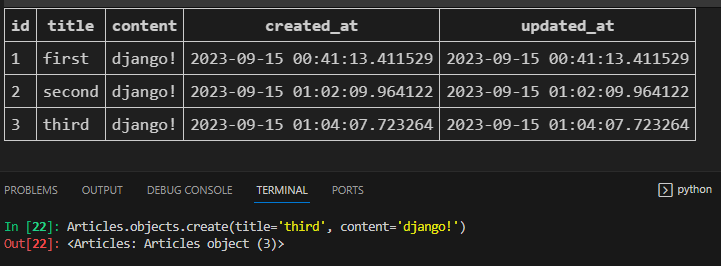 id title content created_at updated_at
1 first django! 2023-09-15 00:41:13.411529 2023-09-15 00:41:13.411529
2 second django! 2023-09-15 01:02:09.964122 2023-09-15 01:02:09.964122
3 third django! 2023-09-15 01:04:07.723264 2023-09-15 01:04:07.723264
PROBLEMS OUTPUT DEBUG CONSOLE TERMINAL PORTS python
In [22]: Articles.objects.create(title='third', content='django!')
Out[22]: <Articles: Articles object (3)>